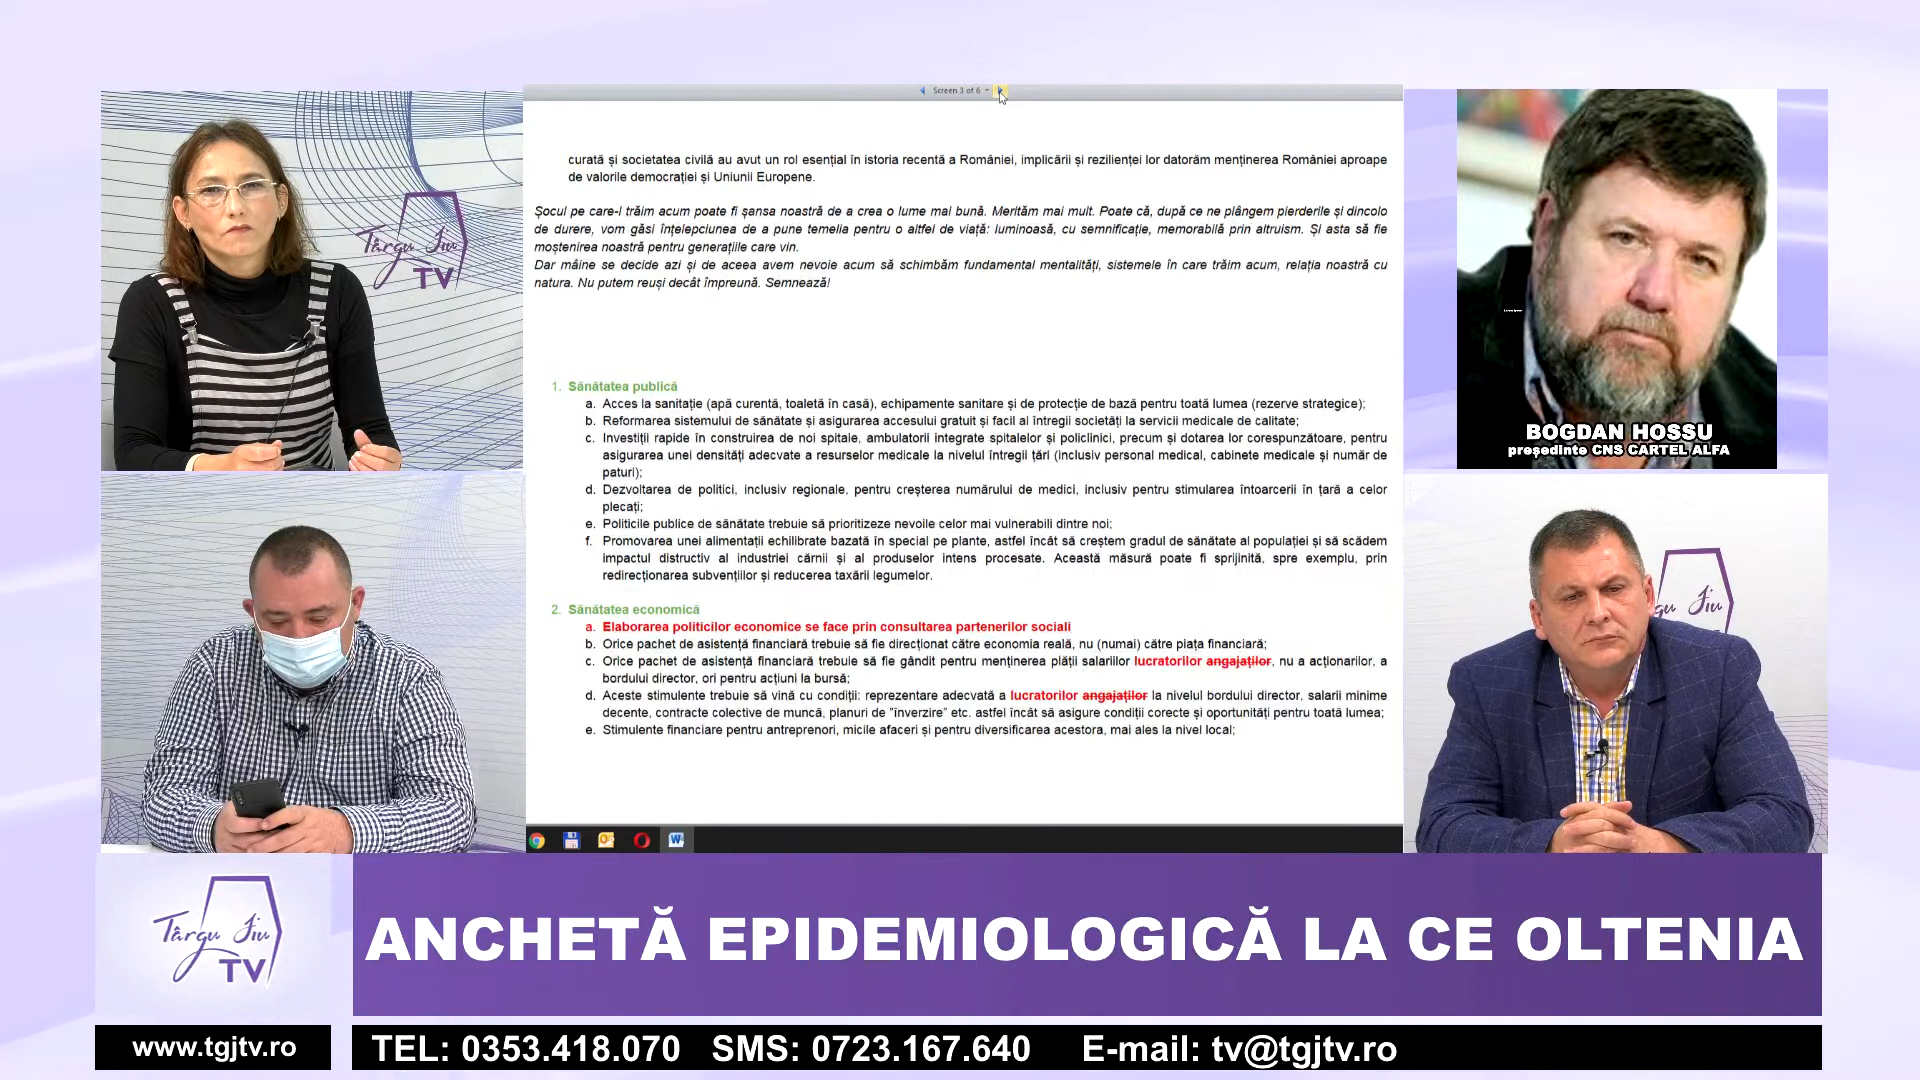 Screen 3 of 6
curată și societatea civilă au avut un rol esențial în istoria recentă a României, implicării și rezilienței lor datorăm menținerea României aproape
de valorile democrației și Uniunii Europene.
Șocul pe care-l trăim acum poate fi șansa noastră de a crea o lume mai bună. Merităm mai mult. Poate că, după ce ne plângem pierderile și dincolo
de durere, vom găsi înțelepciunea de a pune temelia pentru o altfel de viață: luminoasă, cu semnificație, memorabilă prin altruism. Și asta să fie
moștenirea noastră pentru generațiile care vin.
Dar mâine se decide azi și de aceea avem nevoie acum să schimbăm fundamental mentalități, sistemele în care trăim acum, relația noastră cu
natura. Nu putem reuși decât împreună. Semnează!
1. Sănătatea publică
a. Acces la sanitație (apă curentă, toaletă în casă), echipamente sanitare și de protecție de bază pentru toată lumea (rezerve strategice);
b. Reformarea sistemului de sănătate și asigurarea accesului gratuit și facil al întregii societăți la servicii medicale de calitate;
c. Investiții rapide în construirea de noi spitale, ambulatorii integrate spitalelor și policlinici, precum și dotarea lor corespunzătoare, pentru
asigurarea unei densități adecvate a resurselor medicale la nivelul întregii țări (inclusiv personal medical, cabinete medicale și număr de
paturi);
d. Dezvoltarea de politici, inclusiv regionale, pentru creșterea numărului de medici, inclusiv pentru stimularea întoarcerii în țară a celor
plecați;
e. Politicile publice de sănătate trebuie să prioritizeze nevoile celor mai vulnerabili dintre noi;
f. Promovarea unei alimentații echilibrate bazată în special pe plante, astfel încât să creștem gradul de sănătate al populației și să scădem
impactul distructiv al industriei cărnii și al produselor intens procesate. Această măsură poate fi sprijinită, spre exemplu, prin
redirecționarea subvențiilor și reducerea taxării legumelor.
2. Sănătatea economică
a. Elaborarea politicilor economice se face prin consultarea partenerilor sociali
b. Orice pachet de asistență financiară trebuie să fie direcționat către economia reală, nu (numai) către piața financiară;
c. Orice pachet de asistență financiară trebuie să fie gândit pentru menținerea plății salariilor lucratorilor angajaților, nu a acționarilor, a
bordului director, ori pentru acțiuni la bursă;
d. Aceste stimulente trebuie să vină cu condiții: reprezentare adecvată a lucratorilor angajaților la nivelul bordului director, salarii minime
decente, contracte colective de muncă, planuri de ”înverzire” etc. astfel încât să asigure condiții corecte și oportunități pentru toată lumea;
e. Stimulente financiare pentru antreprenori, micile afaceri și pentru diversificarea acestora, mai ales la nivel local;
Târgu Jiu
TV
BOGDAN HOSSU
președinte CNS CARTEL ALFA
gu Jiu
Târgu Jiu
TV
ANCHETĂ EPIDEMIOLOGICĂ LA CE OLTENIA
www.tgjtv.ro
TEL: 0353.418.070 SMS: 0723.167.640 E-mail: tv@tgjtv.ro